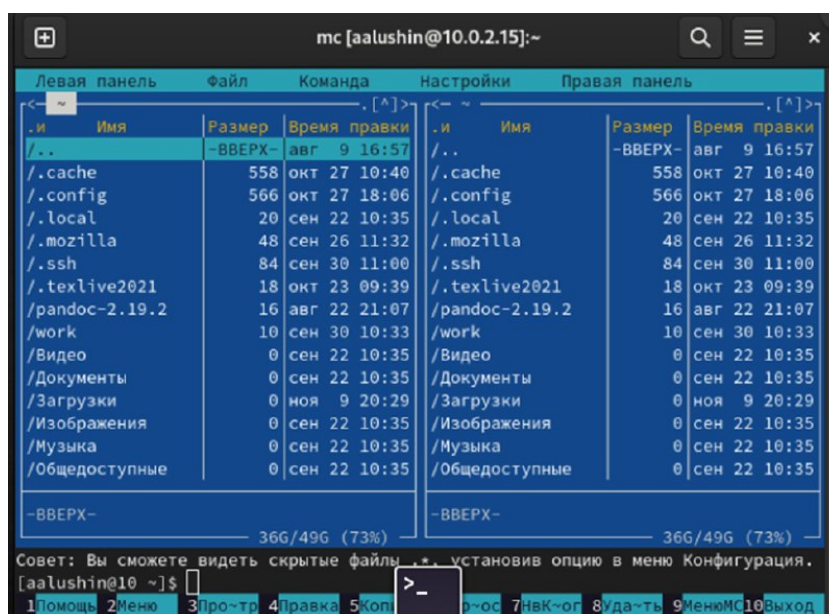 mc [aalushin@10.0.2.15]:~
Левая панель Файл Команда Настройки Правая панель
<— ~ .[^]> <— ~ .[^]>
.и Имя Размер Время правки .и Имя Размер Время правки
/.. -ВВЕРХ- авг 9 16:57 /.. -ВВЕРХ- авг 9 16:57
/.cache 558 окт 27 10:40 /.cache 558 окт 27 10:40
/.config 566 окт 27 18:06 /.config 566 окт 27 18:06
/.local 20 сен 22 10:35 /.local 20 сен 22 10:35
/.mozilla 48 сен 26 11:32 /.mozilla 48 сен 26 11:32
/.ssh 84 сен 30 11:00 /.ssh 84 сен 30 11:00
/.texlive2021 18 окт 23 09:39 /.texlive2021 18 окт 23 09:39
/pandoc-2.19.2 16 авг 22 21:07 /pandoc-2.19.2 16 авг 22 21:07
/work 10 сен 30 10:33 /work 10 сен 30 10:33
/Видео 0 сен 22 10:35 /Видео 0 сен 22 10:35
/Документы 0 сен 22 10:35 /Документы 0 сен 22 10:35
/Загрузки 0 ноя 9 20:29 /Загрузки 0 ноя 9 20:29
/Изображения 0 сен 22 10:35 /Изображения 0 сен 22 10:35
/Музыка 0 сен 22 10:35 /Музыка 0 сен 22 10:35
/Общедоступные 0 сен 22 10:35 /Общедоступные 0 сен 22 10:35
-ВВЕРХ- -ВВЕРХ-
36G/49G (73%) 36G/49G (73%)
Совет: Вы сможете видеть скрытые файлы .*, установив опцию в меню Конфигурация.
[aalushin@10 ~]$
1Помощь 2Меню 3Про~тр 4Правка 5Копи >_ р~ос 7НвК~ог 8Уда~ть 9МенюMC 10Выход